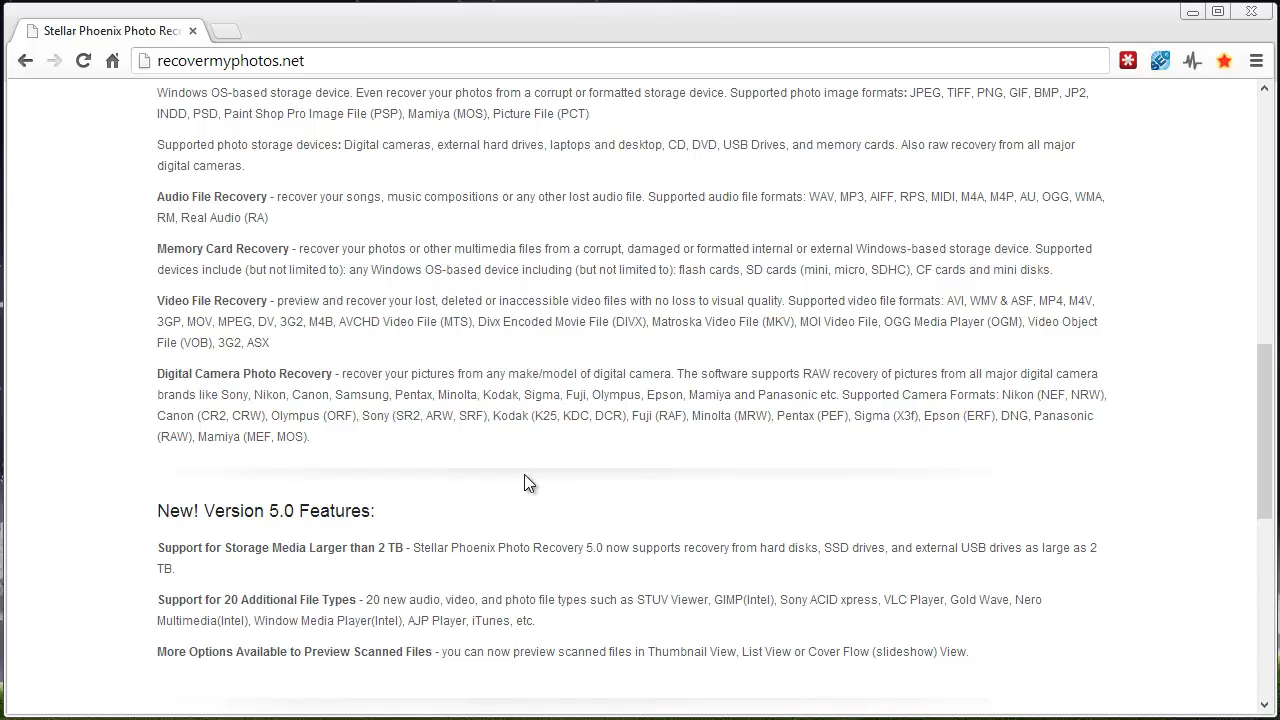 Stellar Phoenix Photo Rec
recovermyphotos.net
Windows OS-based storage device. Even recover your photos from a corrupt or formatted storage device. Supported photo image formats: JPEG, TIFF, PNG, GIF, BMP, JP2,
INDD, PSD, Paint Shop Pro Image File (PSP), Mamiya (MOS), Picture File (PCT)
Supported photo storage devices: Digital cameras, external hard drives, laptops and desktop, CD, DVD, USB Drives, and memory cards. Also raw recovery from all major
digital cameras.
Audio File Recovery - recover your songs, music compositions or any other lost audio file. Supported audio file formats: WAV, MP3, AIFF, RPS, MIDI, M4A, M4P, AU, OGG, WMA,
RM, Real Audio (RA)
Memory Card Recovery - recover your photos or other multimedia files from a corrupt, damaged or formatted internal or external Windows-based storage device. Supported
devices include (but not limited to): any Windows OS-based device including (but not limited to): flash cards, SD cards (mini, micro, SDHC), CF cards and mini disks.
Video File Recovery - preview and recover your lost, deleted or inaccessible video files with no loss to visual quality. Supported video file formats: AVI, WMV & ASF, MP4, M4V,
3GP, MOV, MPEG, DV, 3G2, M4B, AVCHD Video File (MTS), Divx Encoded Movie File (DIVX), Matroska Video File (MKV), MOI Video File, OGG Media Player (OGM), Video Object
File (VOB), 3G2, ASX
Digital Camera Photo Recovery - recover your pictures from any make/model of digital camera. The software supports RAW recovery of pictures from all major digital camera
brands like Sony, Nikon, Canon, Samsung, Pentax, Minolta, Kodak, Sigma, Fuji, Olympus, Epson, Mamiya and Panasonic etc. Supported Camera Formats: Nikon (NEF, NRW),
Canon (CR2, CRW), Olympus (ORF), Sony (SR2, ARW, SRF), Kodak (K25, KDC, DCR), Fuji (RAF), Minolta (MRW), Pentax (PEF), Sigma (X3f), Epson (ERF), DNG, Panasonic
(RAW), Mamiya (MEF, MOS).
New! Version 5.0 Features:
Support for Storage Media Larger than 2 TB - Stellar Phoenix Photo Recovery 5.0 now supports recovery from hard disks, SSD drives, and external USB drives as large as 2
TB.
Support for 20 Additional File Types - 20 new audio, video, and photo file types such as STUV Viewer, GIMP(Intel), Sony ACID xpress, VLC Player, Gold Wave, Nero
Multimedia(Intel), Window Media Player(Intel), AJP Player, iTunes, etc.
More Options Available to Preview Scanned Files - you can now preview scanned files in Thumbnail View, List View or Cover Flow (slideshow) View.